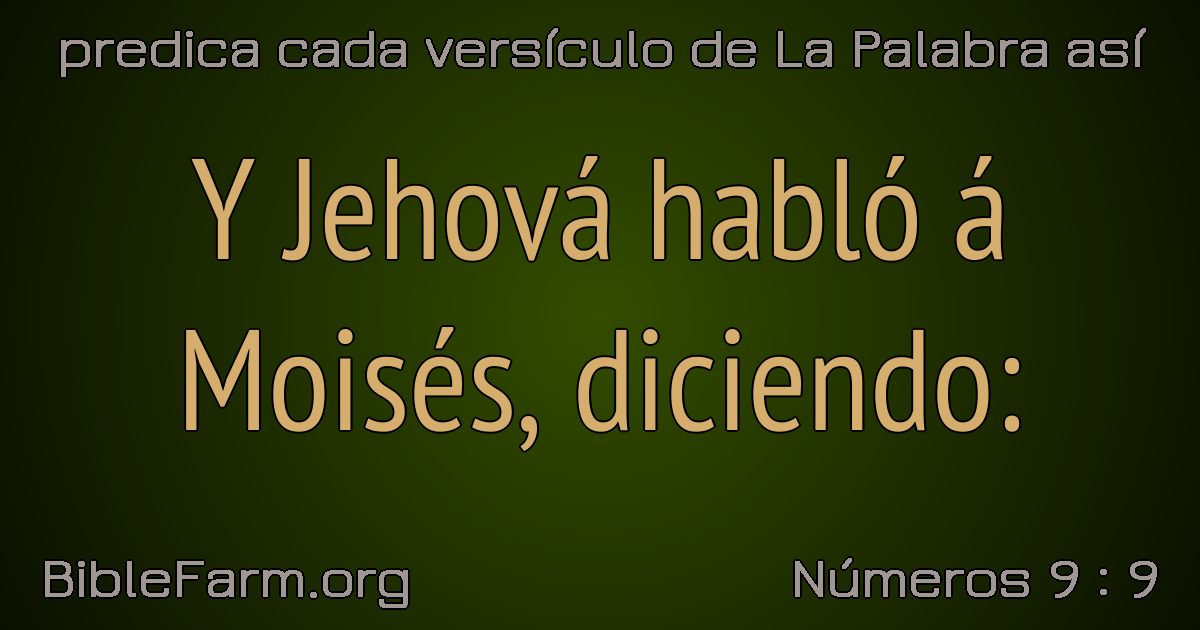 predica cada versículo de La Palabra así
Y Jehová habló á
Moisés, diciendo:
BibleFarm.org
Números 9 : 9